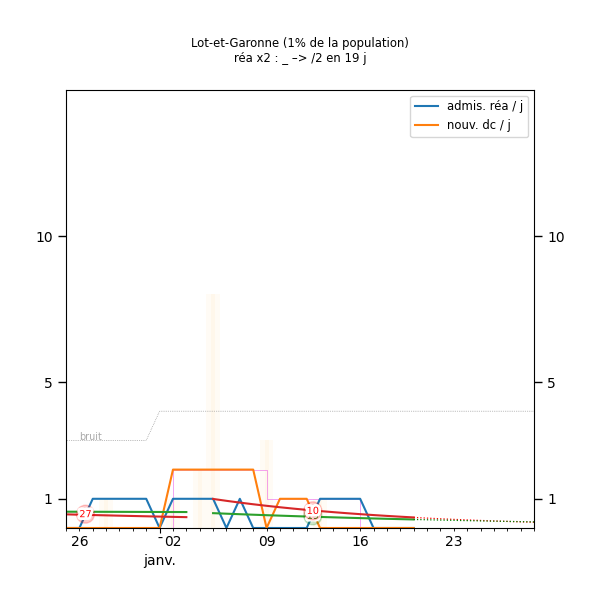 Lot-et-Garonne (1% de la population)
réa x2 : _ –> /2 en 19 j
admis. réa / j
nouv. dc / j
10 10
5 5
bruit
1 1
27
10
26 - 02 09 16 23
janv.